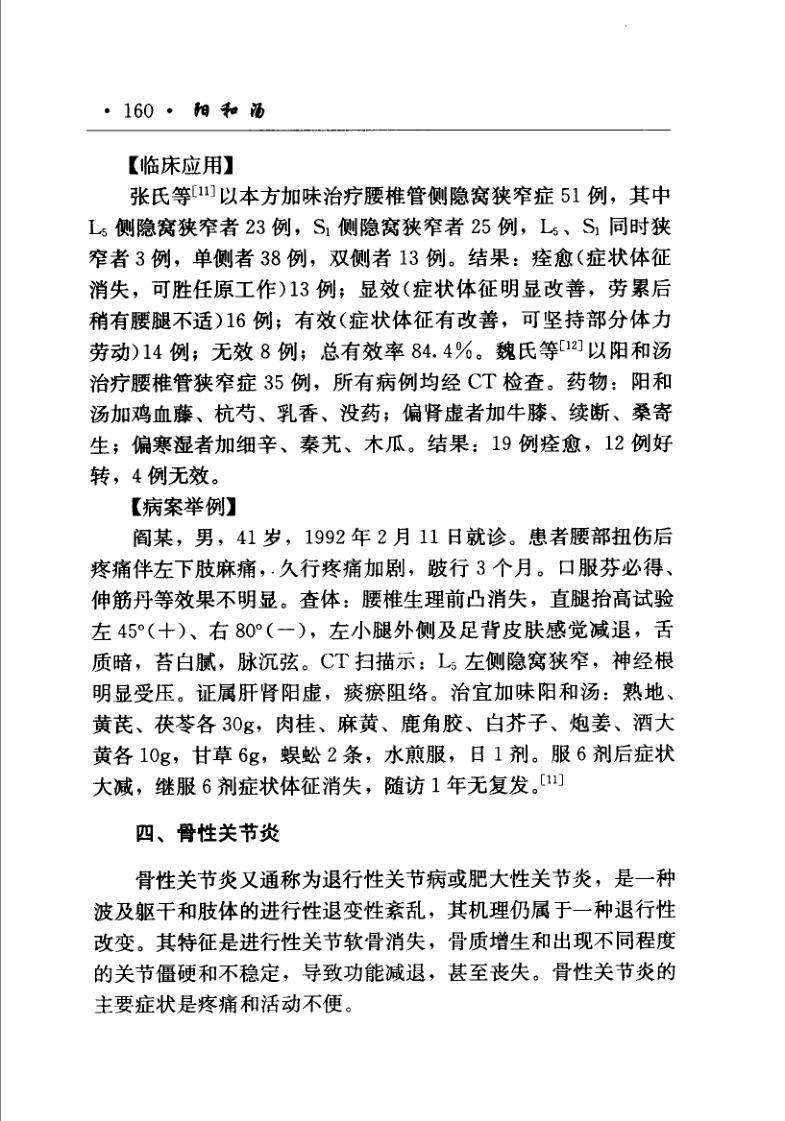 · 160 · 阳和汤
【临床应用】
张氏等[11]以本方加味治疗腰椎管侧隐窝狭窄症 51 例，其中
L₅ 侧隐窝狭窄者 23 例，S₁ 侧隐窝狭窄者 25 例，L₅、S₁ 同时狭
窄者 3 例，单侧者 38 例，双侧者 13 例。结果：痊愈(症状体征
消失，可胜任原工作)13 例；显效(症状体征明显改善，劳累后
稍有腰腿不适)16 例；有效(症状体征有改善，可坚持部分体力
劳动)14 例；无效 8 例；总有效率 84.4%。魏氏等[12]以阳和汤
治疗腰椎管狭窄症 35 例，所有病例均经 CT 检查。药物：阳和
汤加鸡血藤、杭芍、乳香、没药；偏肾虚者加牛膝、续断、桑寄
生；偏寒湿者加细辛、秦艽、木瓜。结果：19 例痊愈，12 例好
转，4 例无效。
【病案举例】
阎某，男，41 岁，1992 年 2 月 11 日就诊。患者腰部扭伤后
疼痛伴左下肢麻痛，久行疼痛加剧，跛行 3 个月。口服芬必得、
伸筋丹等效果不明显。查体：腰椎生理前凸消失，直腿抬高试验
左 45°(＋)、右 80°(－)，左小腿外侧及足背皮肤感觉减退，舌
质暗，苔白腻，脉沉弦。CT 扫描示：L₅ 左侧隐窝狭窄，神经根
明显受压。证属肝肾阳虚，痰瘀阻络。治宜加味阳和汤：熟地、
黄芪、茯苓各 30g，肉桂、麻黄、鹿角胶、白芥子、炮姜、酒大
黄各 10g，甘草 6g，蜈蚣 2 条，水煎服，日 1 剂。服 6 剂后症状
大减，继服 6 剂症状体征消失，随访 1 年无复发。[11]
四、骨性关节炎
骨性关节炎又通称为退行性关节病或肥大性关节炎，是一种
波及躯干和肢体的进行性退变性紊乱，其机理仍属于一种退行性
改变。其特征是进行性关节软骨消失，骨质增生和出现不同程度
的关节僵硬和不稳定，导致功能减退，甚至丧失。骨性关节炎的
主要症状是疼痛和活动不便。